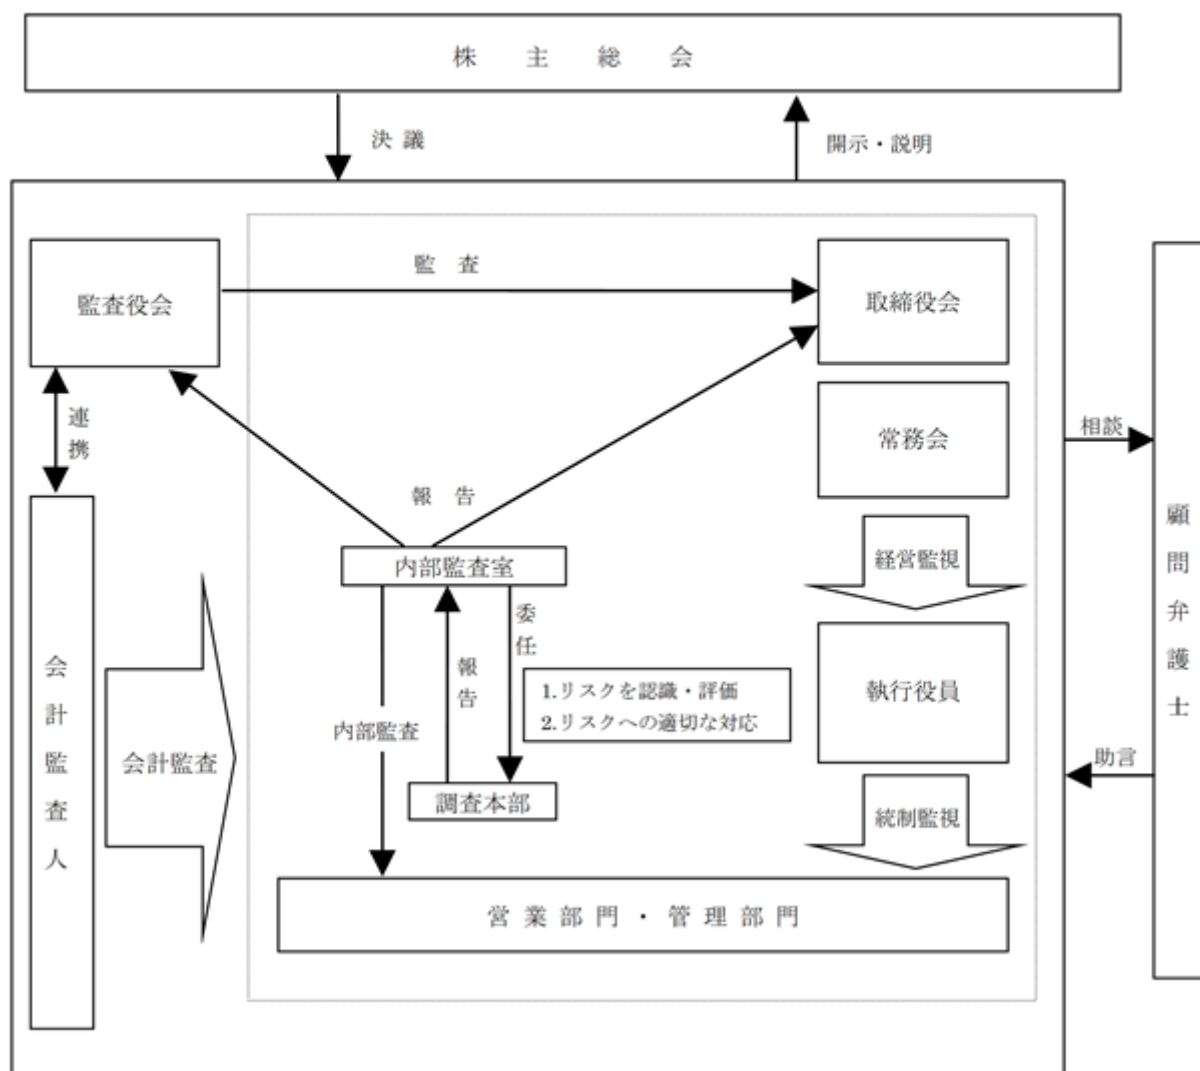 株主総会
決議
開示・説明
監査役会
監査
取締役会
連携
常務会
相談
報告
内部監査室
経営監視
顧問弁護士
委任
報告
会計監査人
1.リスクを認識・評価
2.リスクへの適切な対応
執行役員
内部監査
会計監査
助言
調査本部
統制監視
営業部門・管理部門